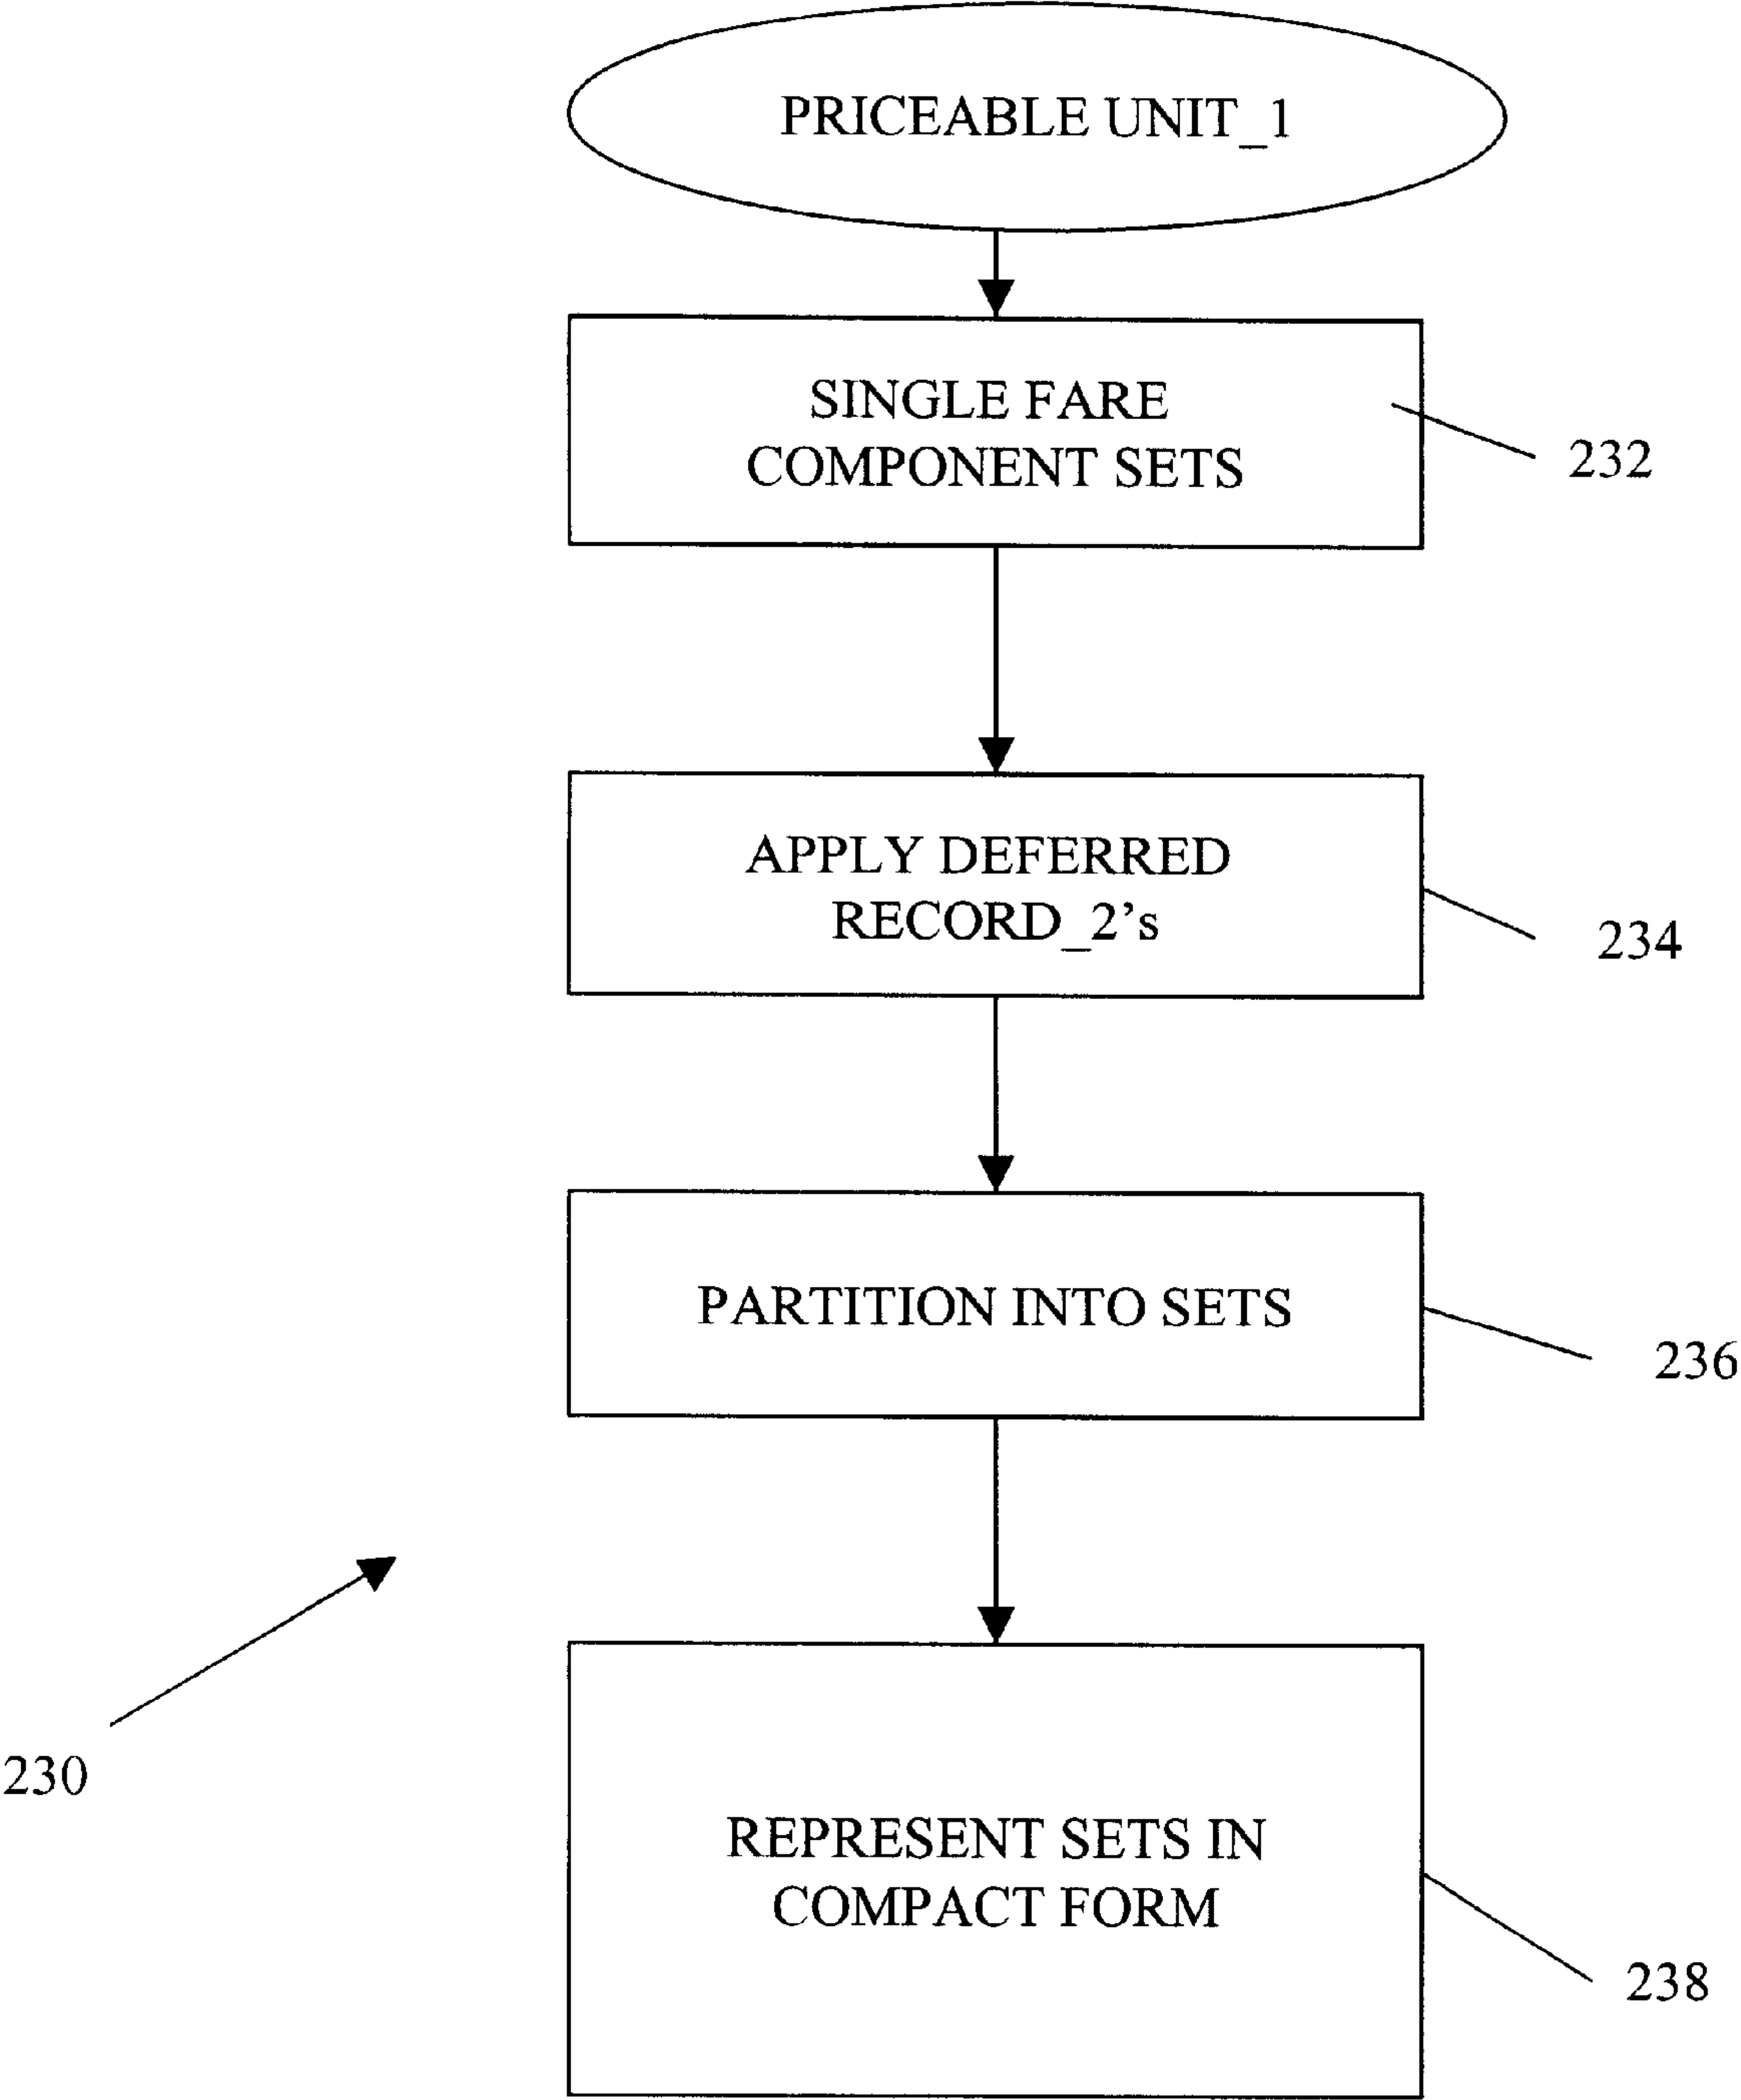 PRICEABLE UNIT_1
SINGLE FARE
COMPONENT SETS
232
APPLY DEFERRED
RECORD_2's
234
PARTITION INTO SETS
236
230
REPRESENT SETS IN
COMPACT FORM
238